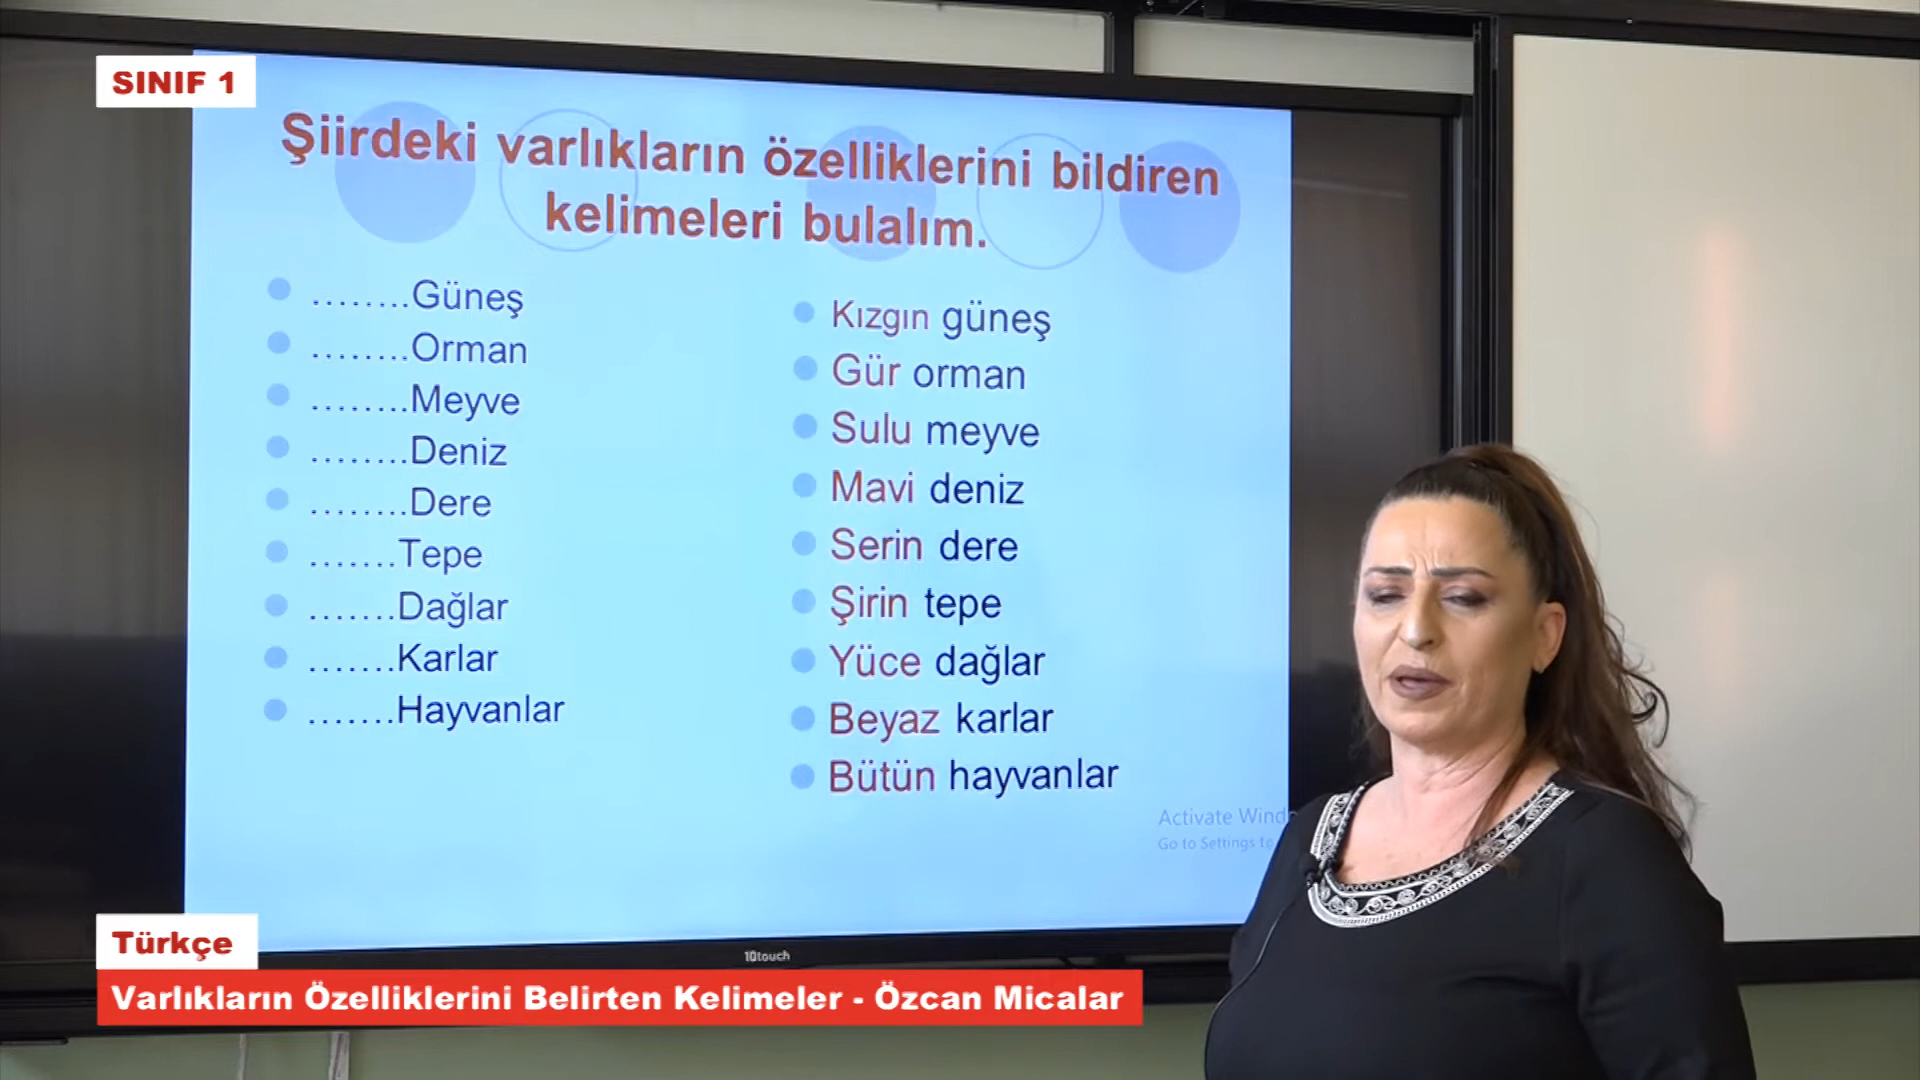 SINIF 1
Şiirdeki varlıkların özelliklerini bildiren
kelimeleri bulalım.
........Güneş
........Orman
........Meyve
........Deniz
........Dere
.......Tepe
.......Dağlar
.......Karlar
.......Hayvanlar
Kızgın güneş
Gür orman
Sulu meyve
Mavi deniz
Serin dere
Şirin tepe
Yüce dağlar
Beyaz karlar
Bütün hayvanlar
Activate Wind
Go to Settings to
10touch
Türkçe
Varlıkların Özelliklerini Belirten Kelimeler - Özcan Micalar